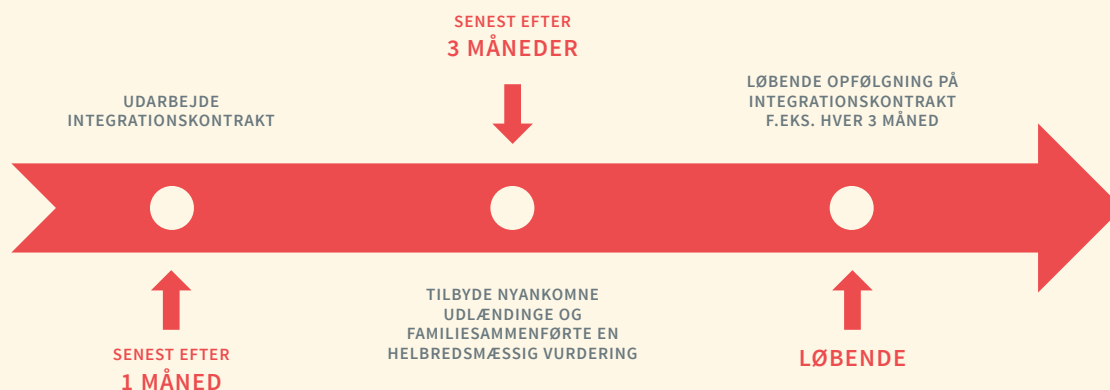 UDARBEJDE
INTEGRATIONSKONTRAKT
SENEST EFTER
1 MÅNED
SENEST EFTER
3 MÅNEDER
TILBYDE NYANKOMNE
UDLÆNDINGE OG
FAMILIESAMMENFØRTE EN
HELBREDSMÆSSIG VURDERING
LØBENDE OPFØLGNING PÅ
INTEGRATIONSKONTRAKT
F.EKS. HVER 3 MÅNED
LØBENDE